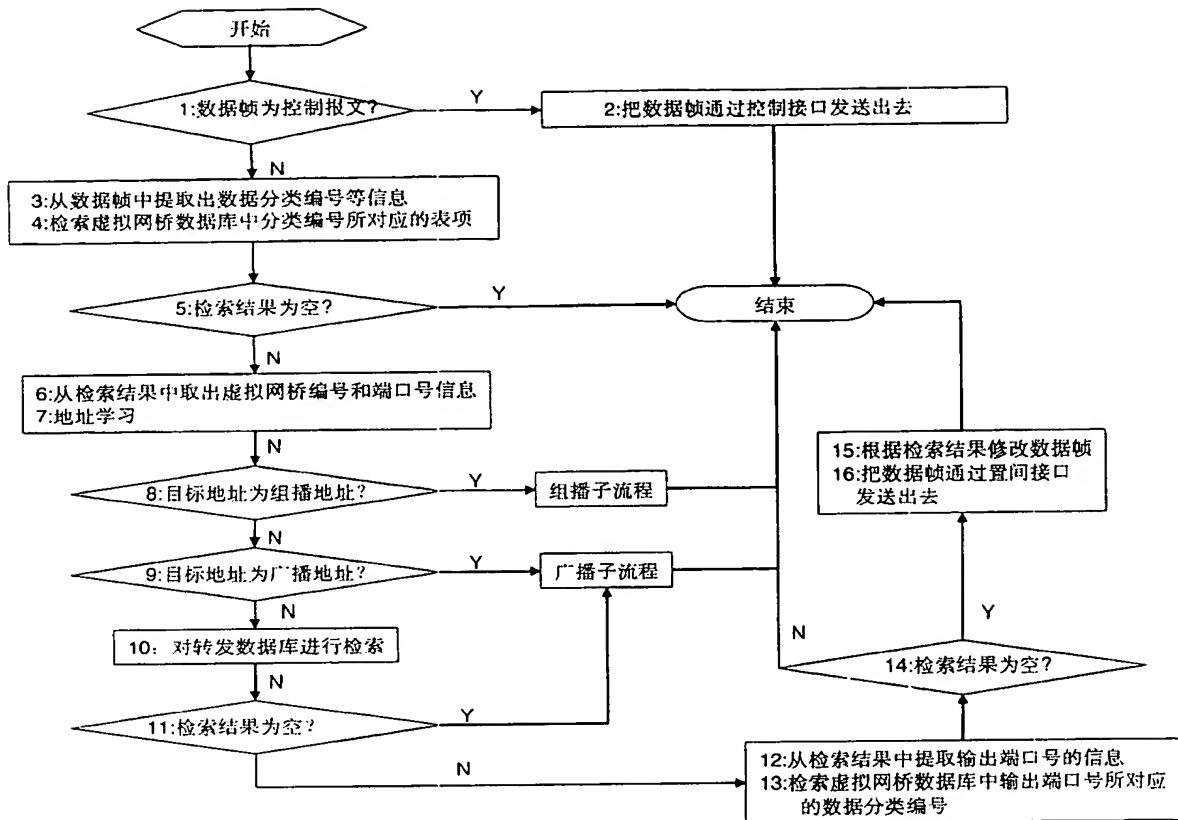 开始
1:数据帧为控制报文?
Y
2:把数据帧通过控制接口发送出去
N
3:从数据帧中提取出数据分类编号等信息
4:检索虚拟网桥数据库中分类编号所对应的表项
5:检索结果为空?
Y
结束
N
6:从检索结果中取出虚拟网桥编号和端口号信息
7:地址学习
N
15:根据检索结果修改数据帧
16:把数据帧通过置间接口
发送出去
8:目标地址为组播地址?
Y
组播子流程
N
9:目标地址为广播地址?
Y
广播子流程
N
10: 对转发数据库进行检索
N
Y
N
14:检索结果为空?
11:检索结果为空?
Y
N
12:从检索结果中提取输出端口号的信息
13:检索虚拟网桥数据库中输出端口号所对应
的数据分类编号